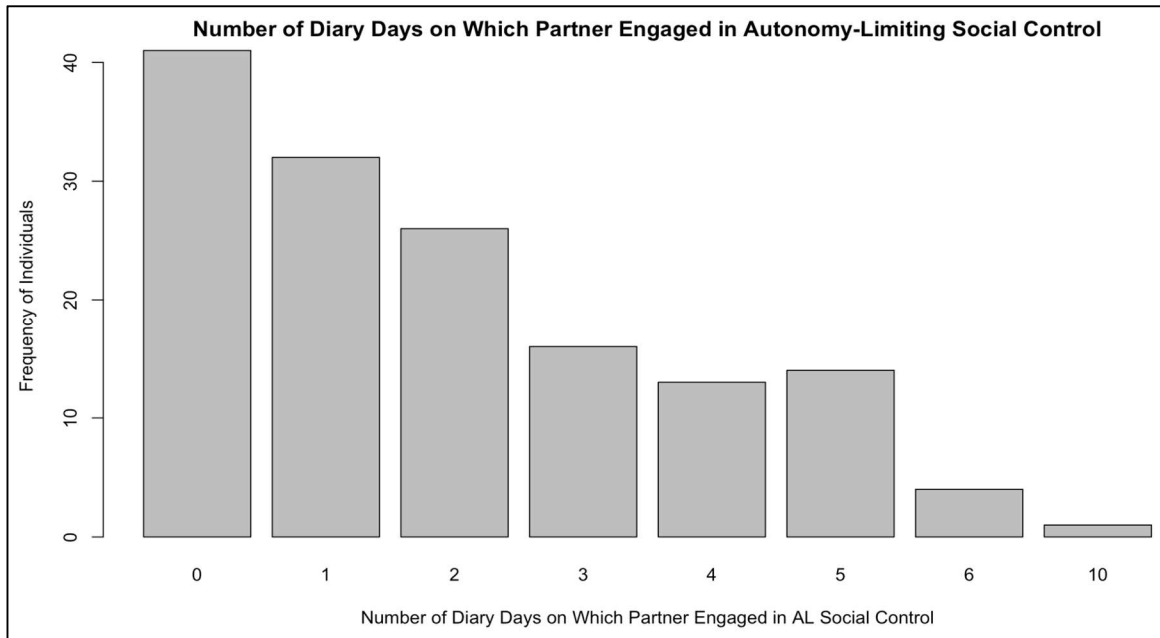 Number of Diary Days on Which Partner Engaged in Autonomy-Limiting Social Control
Frequency of Individuals
40
30
20
10
0
0 1 2 3 4 5 6 10
Number of Diary Days on Which Partner Engaged in AL Social Control